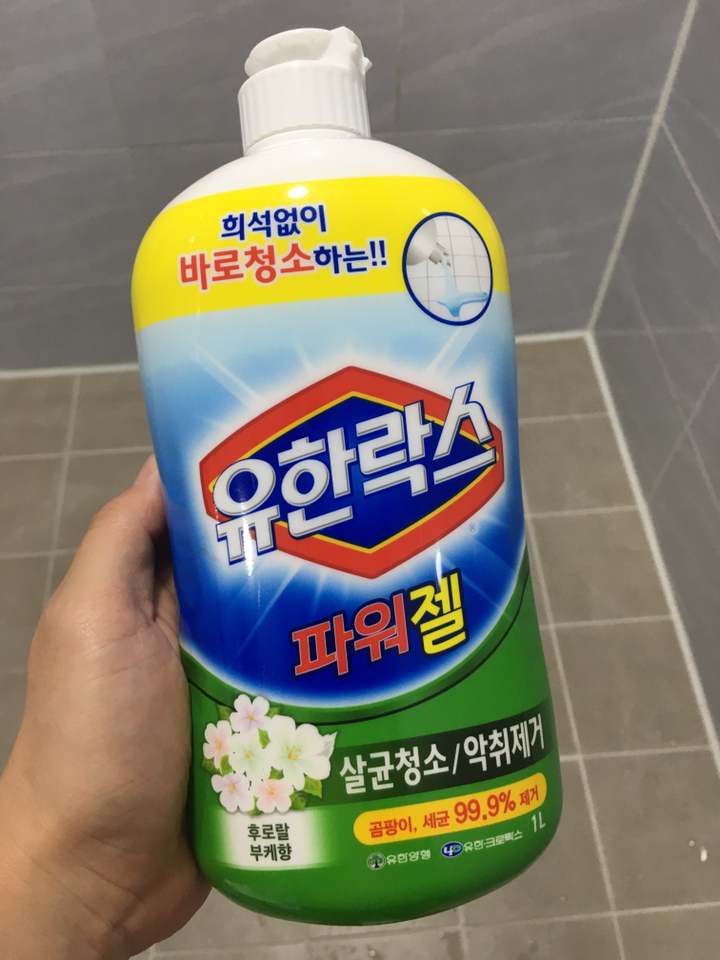 희석없이
바로청소하는!!
유한락스
®
파워젤
살균청소/악취제거
곰팡이, 세균 99.9% 제거
후로랄
부케향
유한양행 유한크로락스 1L